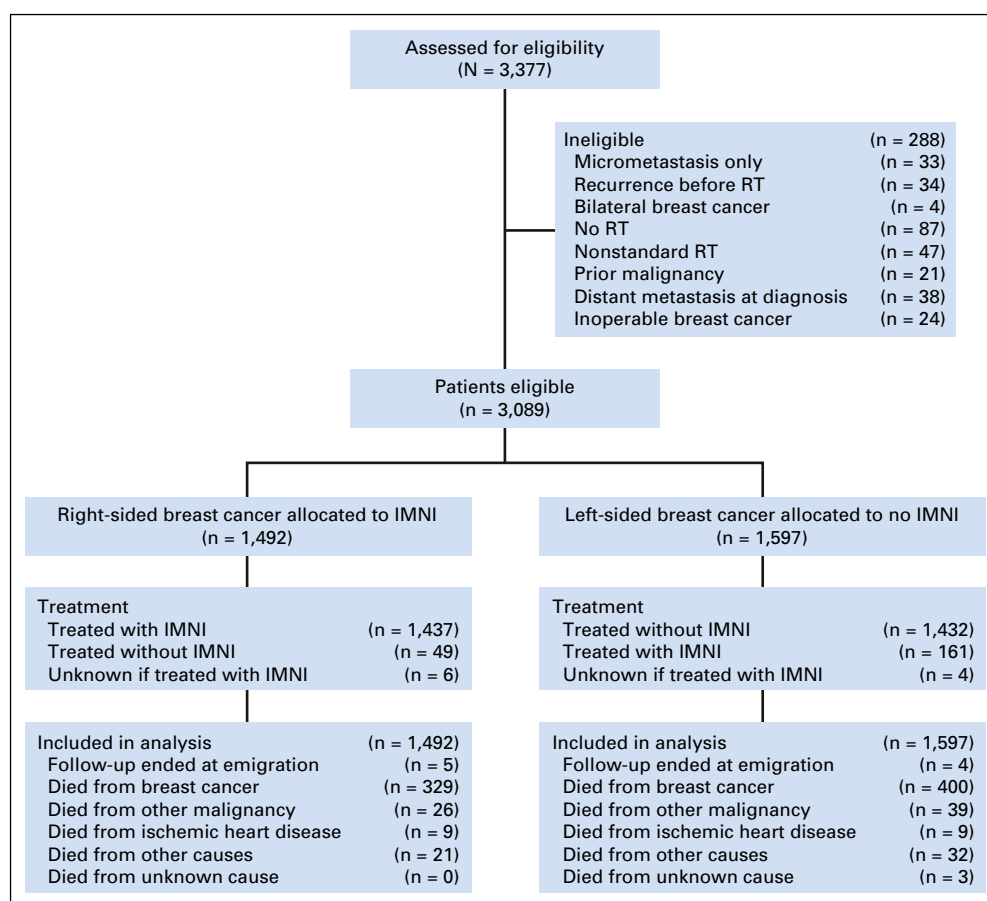 Assessed for eligibility
(N = 3,377)
Ineligible (n = 288)
Micrometastasis only (n = 33)
Recurrence before RT (n = 34)
Bilateral breast cancer (n = 4)
No RT (n = 87)
Nonstandard RT (n = 47)
Prior malignancy (n = 21)
Distant metastasis at diagnosis (n = 38)
Inoperable breast cancer (n = 24)
Patients eligible
(n = 3,089)
Right-sided breast cancer allocated to IMNI
(n = 1,492)
Left-sided breast cancer allocated to no IMNI
(n = 1,597)
Treatment
Treated with IMNI (n = 1,437)
Treated without IMNI (n = 49)
Unknown if treated with IMNI (n = 6)
Treatment
Treated without IMNI (n = 1,432)
Treated with IMNI (n = 161)
Unknown if treated with IMNI (n = 4)
Included in analysis (n = 1,492)
Follow-up ended at emigration (n = 5)
Died from breast cancer (n = 329)
Died from other malignancy (n = 26)
Died from ischemic heart disease (n = 9)
Died from other causes (n = 21)
Died from unknown cause (n = 0)
Included in analysis (n = 1,597)
Follow-up ended at emigration (n = 4)
Died from breast cancer (n = 400)
Died from other malignancy (n = 39)
Died from ischemic heart disease (n = 9)
Died from other causes (n = 32)
Died from unknown cause (n = 3)